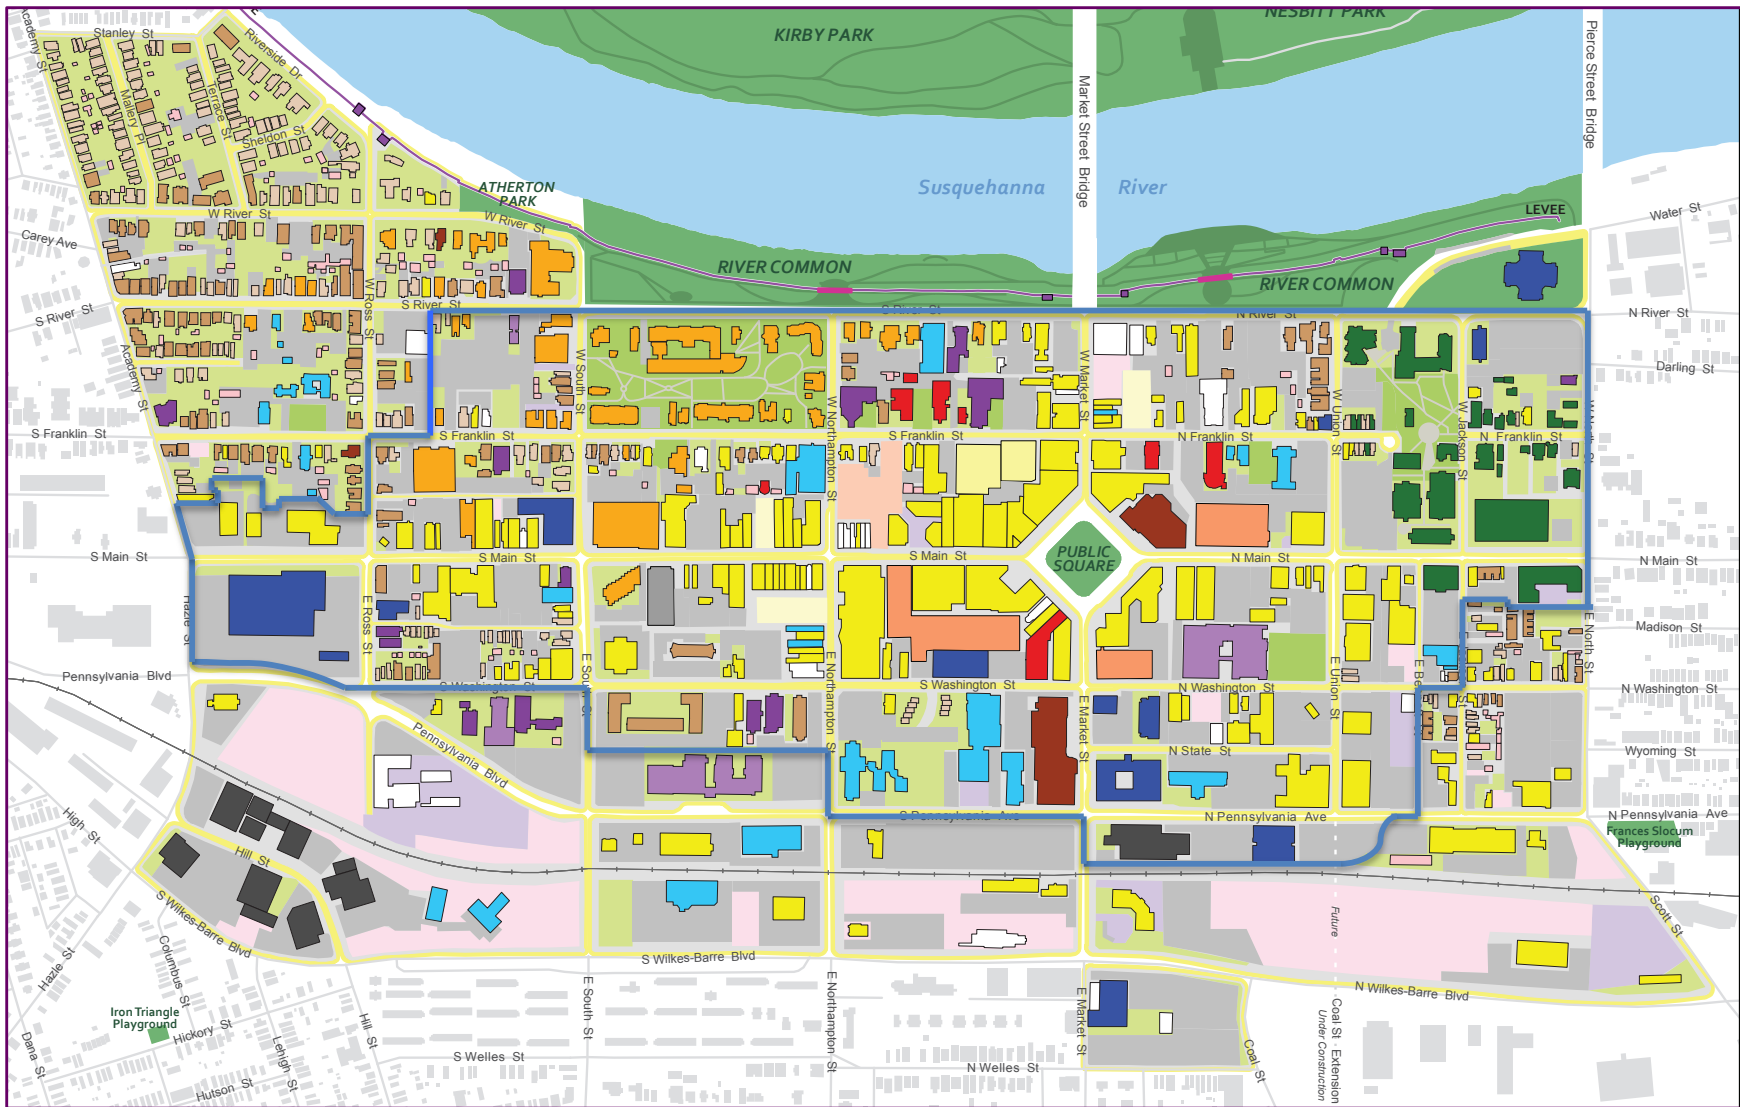 Academy St
Stanley St
Riverside Dr
E
KIRBY PARK
NESBITT PARK
Market Street Bridge
Pierce Street Bridge
Mallery Pl
Terrace St
Sheldon St
ATHERTON
PARK
Susquehanna
River
W River St
W River St
Carey Ave
LEVEE
Water St
RIVER COMMON
RIVER COMMON
W Ross St
S River St
S River St
S River St
N River St
N River St
Academy St
W South St
W Northampton St
W Market St
W Union St
W Jackson St
Darling St
S Franklin St
S Franklin St
S Franklin St
N Franklin St
N Franklin St
S Main St
S Main St
S Main St
PUBLIC
SQUARE
N Main St
N Main St
Hazle St
E Ross St
E Northampton St
E Union St
E North St
Madison St
Pennsylvania Blvd
S Washington St
S Washington St
N Washington St
N Washington St
Pennsylvania Blvd
E Market St
N State St
Wyoming St
S Pennsylvania Ave
N Pennsylvania Ave
N Pennsylvania Ave
High St
Hill St
Frances Slocum
Playground
S Wilkes-Barre Blvd
S Wilkes-Barre Blvd
N Wilkes-Barre Blvd
Scott St
Future
Hazle St
Columbus St
E South St
E Northampton St
E Market St
Coal St - Extension
Under Construction
Iron Triangle
Playground
Hickory St
Hill St
Dana St
Lehigh St
Hutson St
S Welles St
N Welles St
Coal St